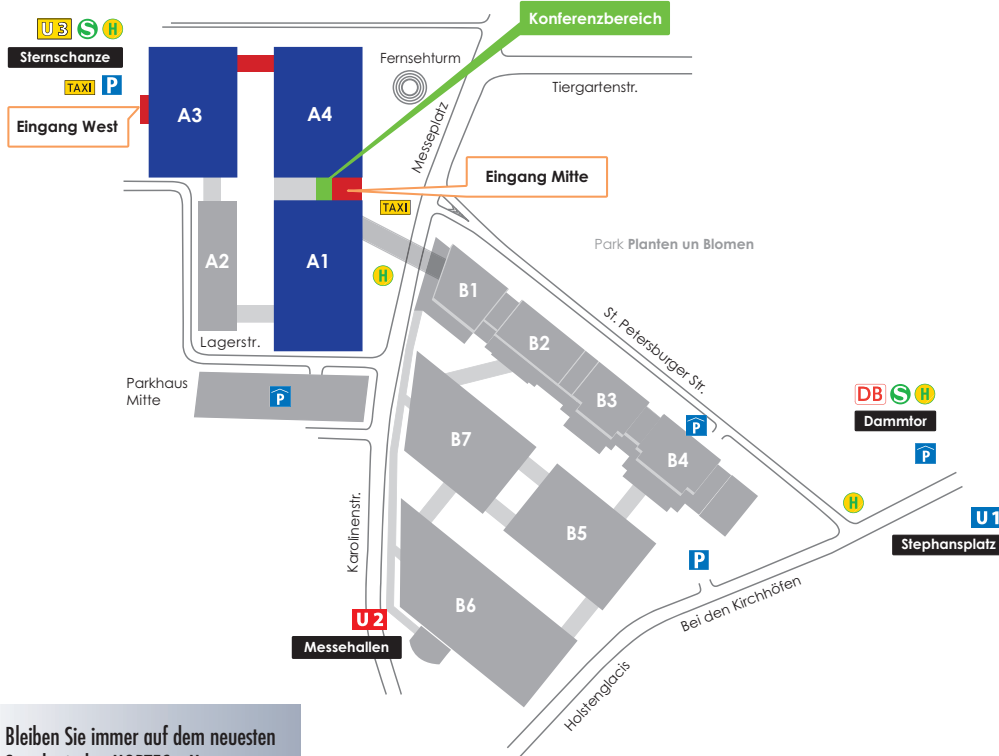 Konferenzbereich
U3 S H
Sternschanze
TAXI P
Eingang West
A3
A4
Fernsehturm
Tiergartenstr.
Messeplatz
Eingang Mitte
TAXI
Park Planten un Blomen
A2
A1
H
B1
Lagerstr.
B2
St. Petersburger Str.
Parkhaus
Mitte
P
B3
DB S H
Dammtor
P
P
B7
B4
H
U1
Stephansplatz
B5
P
Karolinenstr.
B6
Bei den Kirchhöfen
U2
Messehallen
Holstenglacis
Bleiben Sie immer auf dem neuesten